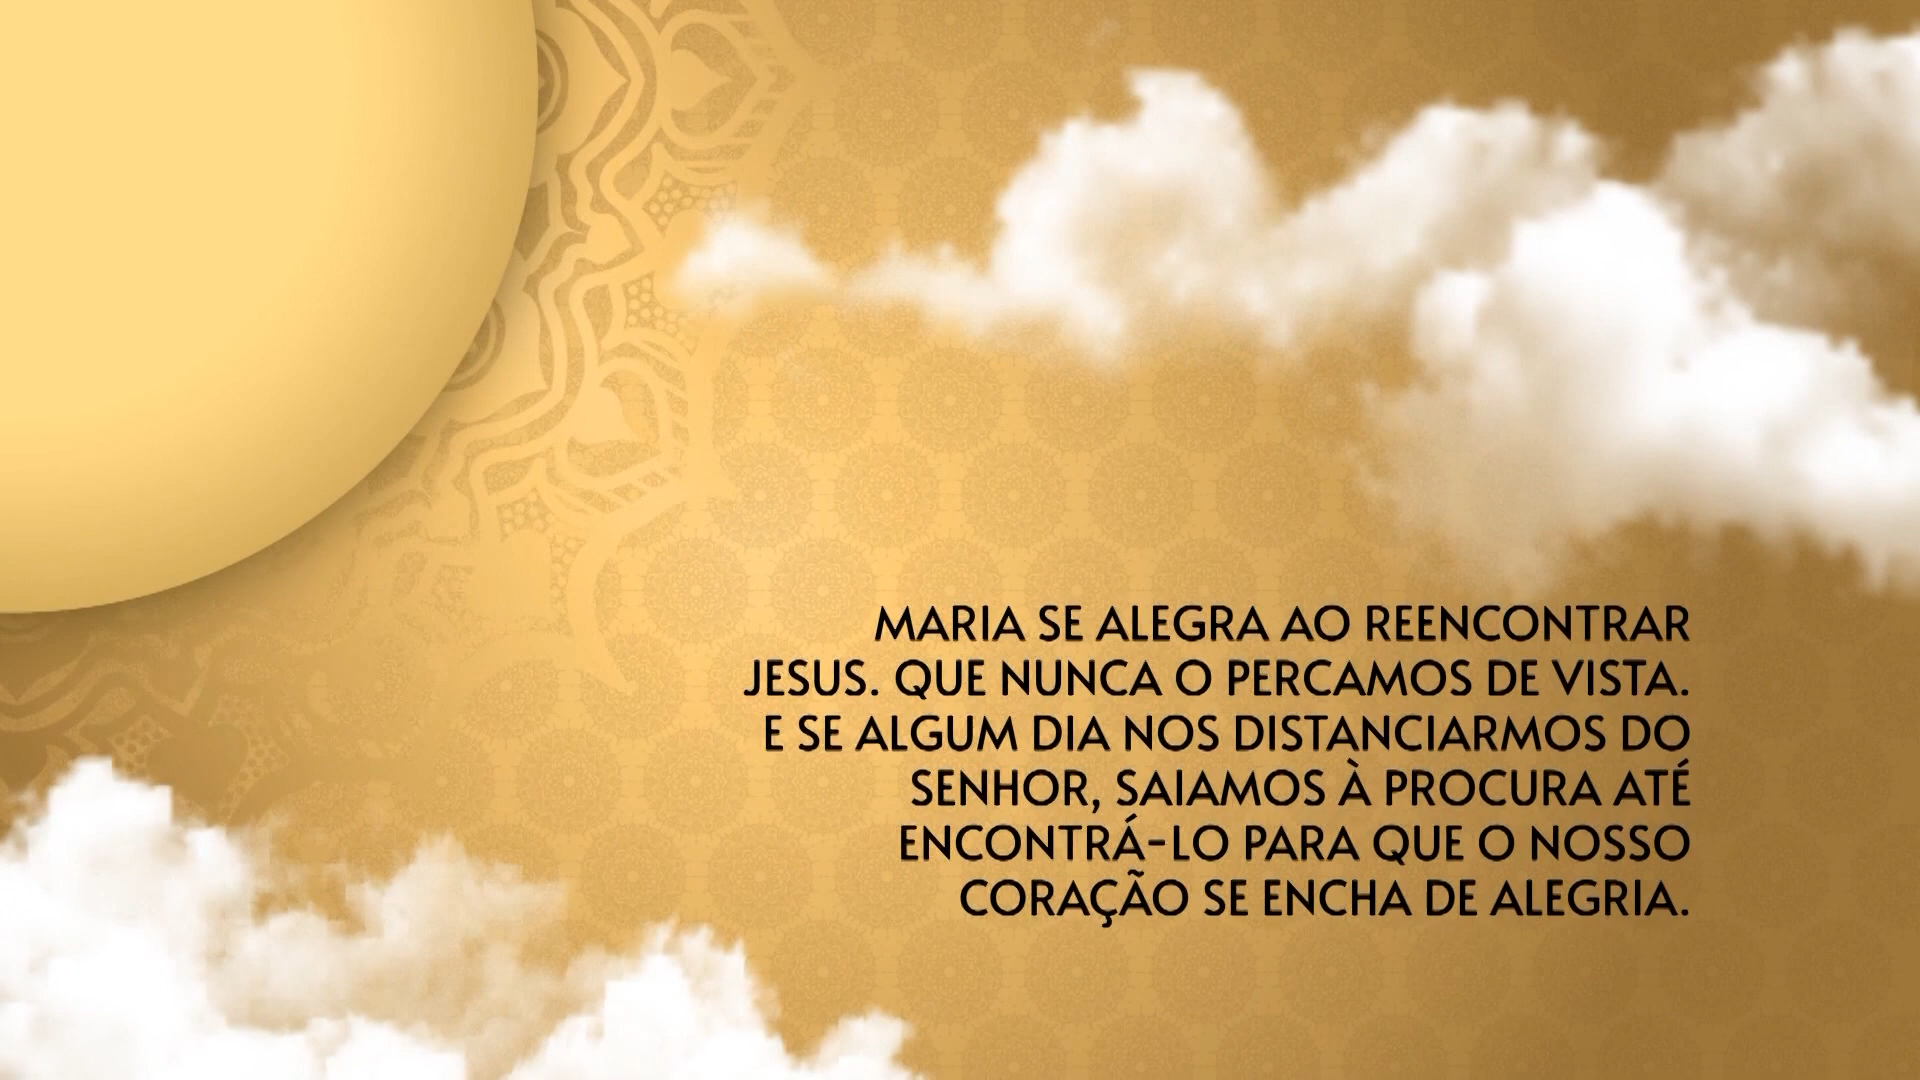 MARIA SE ALEGRA AO REENCONTRAR
JESUS. QUE NUNCA O PERCAMOS DE VISTA.
E SE ALGUM DIA NOS DISTANCIARMOS DO
SENHOR, SAIAMOS À PROCURA ATÉ
ENCONTRÁ-LO PARA QUE O NOSSO
CORAÇÃO SE ENCHA DE ALEGRIA.